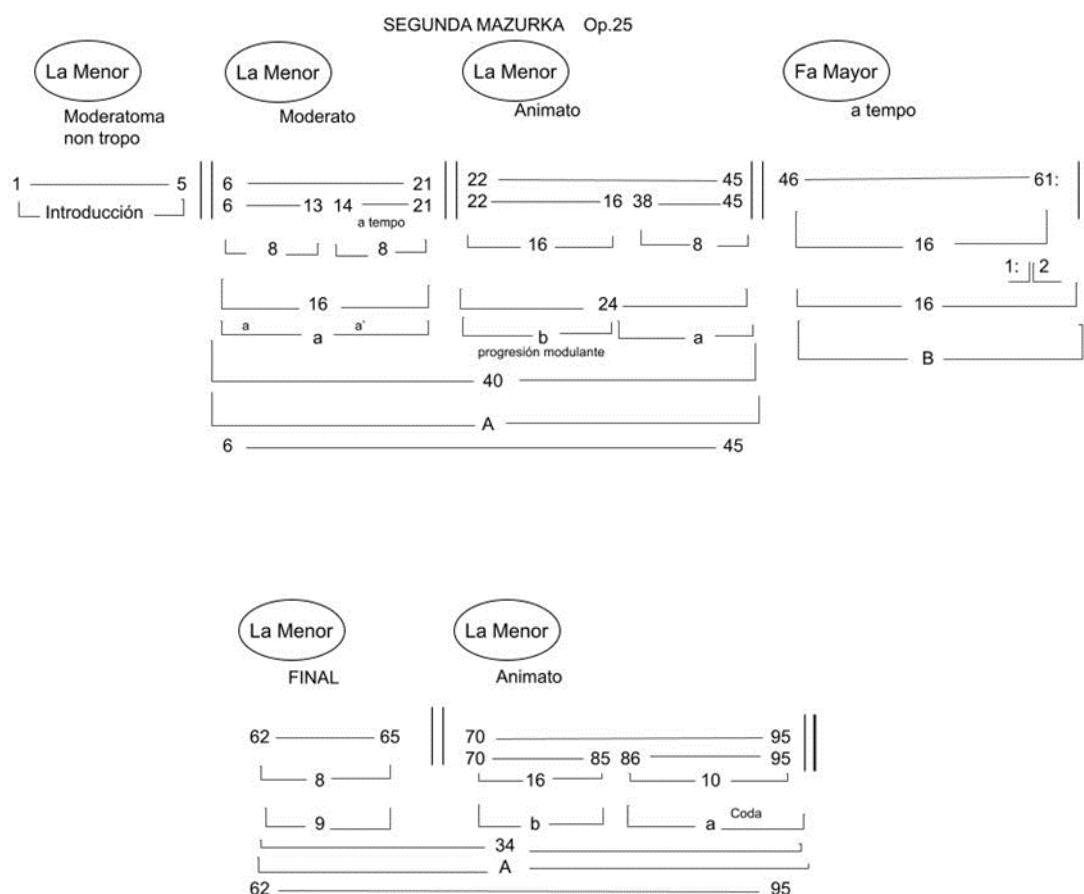 SEGUNDA MAZURKA Op.25
La Menor La Menor La Menor Fa Mayor
Moderatoma
non tropo
Moderato
Animato
a tempo
1 5 6 21 22 45 46 61:
Introducción 6 13 14 21 22 16 38 45
a tempo
8 8 16 8 16
1: 2
16 24 16
a a a'
b a
progresión modulante
B
40
A
6 45
La Menor La Menor
FINAL Animato
62 65 70 95
70 85 86 95
8 16 10
9 b a Coda
34
A
62 95